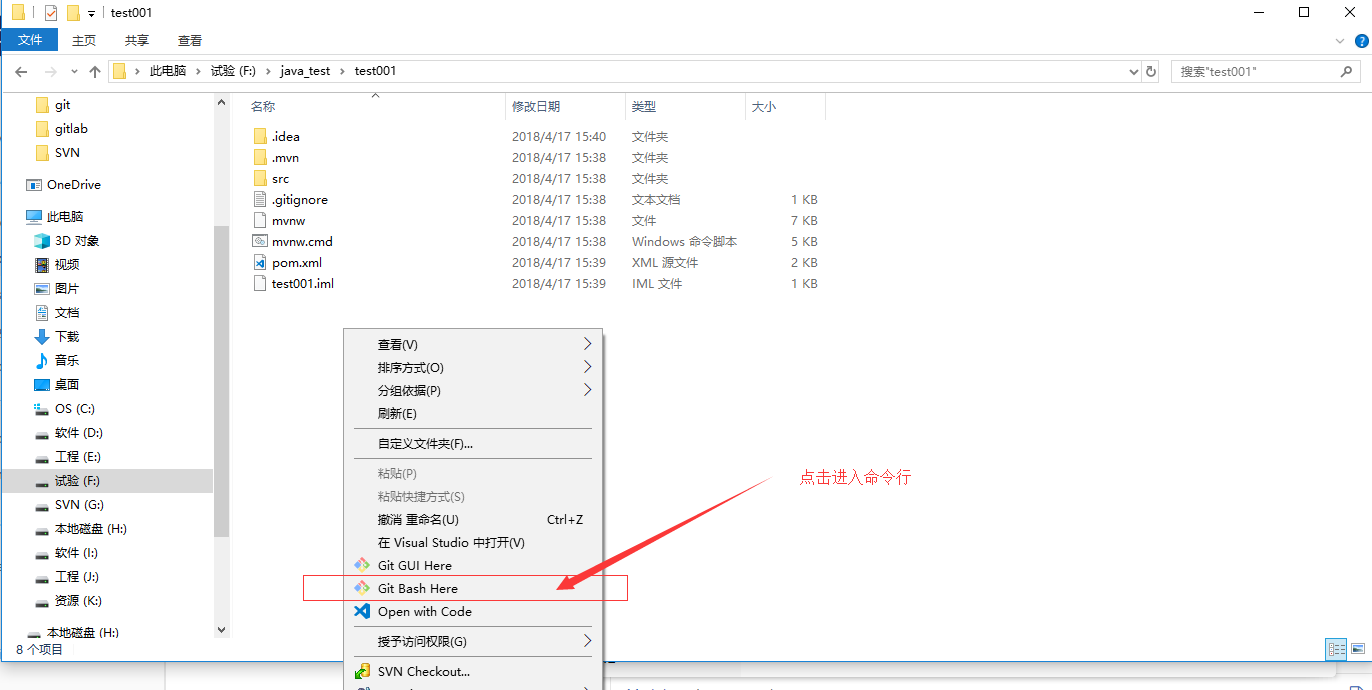 test001
文件 主页 共享 查看
此电脑 试验 (F:) java_test test001 搜索"test001"
名称 修改日期 类型 大小
git
gitlab
SVN
OneDrive
此电脑
3D 对象
视频
图片
文档
下载
音乐
桌面
OS (C:)
软件 (D:)
工程 (E:)
试验 (F:)
SVN (G:)
本地磁盘 (H:)
软件 (I:)
工程 (J:)
资源 (K:)
本地磁盘 (H:)
.idea 2018/4/17 15:40 文件夹
.mvn 2018/4/17 15:38 文件夹
src 2018/4/17 15:38 文件夹
.gitignore 2018/4/17 15:38 文本文档 1 KB
mvnw 2018/4/17 15:38 文件 7 KB
mvnw.cmd 2018/4/17 15:38 Windows 命令脚本 5 KB
pom.xml 2018/4/17 15:39 XML 源文件 2 KB
test001.iml 2018/4/17 15:39 IML 文件 1 KB
查看(V)
排序方式(O)
分组依据(P)
刷新(E)
自定义文件夹(F)...
粘贴(P)
粘贴快捷方式(S)
撤消 重命名(U) Ctrl+Z
在 Visual Studio 中打开(V)
Git GUI Here
Git Bash Here
Open with Code
授予访问权限(G)
SVN Checkout...
点击进入命令行
8 个项目